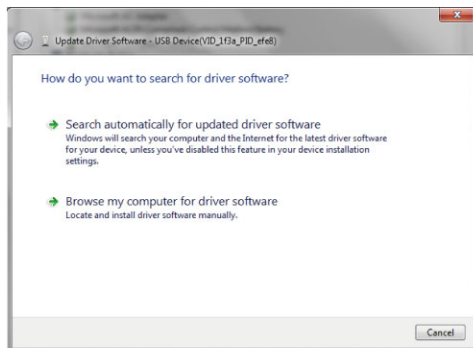 Update Driver Software - USB Device(VID_1f3a_PID_efe8)
How do you want to search for driver software?
Search automatically for updated driver software
Windows will search your computer and the Internet for the latest driver software
for your device, unless you've disabled this feature in your device installation
settings.
Browse my computer for driver software
Locate and install driver software manually.
Cancel